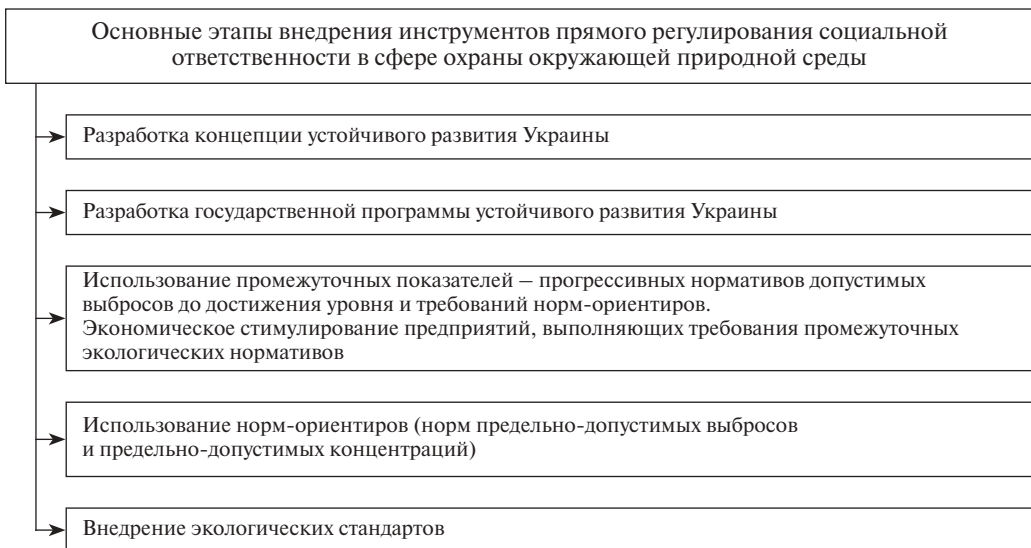 Основные этапы внедрения инструментов прямого регулирования социальной
ответственности в сфере охраны окружающей природной среды
Разработка концепции устойчивого развития Украины
Разработка государственной программы устойчивого развития Украины
Использование промежуточных показателей – прогрессивных нормативов допустимых
выбросов до достижения уровня и требований норм-ориентиров.
Экономическое стимулирование предприятий, выполняющих требования промежуточных
экологических нормативов
Использование норм-ориентиров (норм предельно-допустимых выбросов
и предельно-допустимых концентраций)
Внедрение экологических стандартов